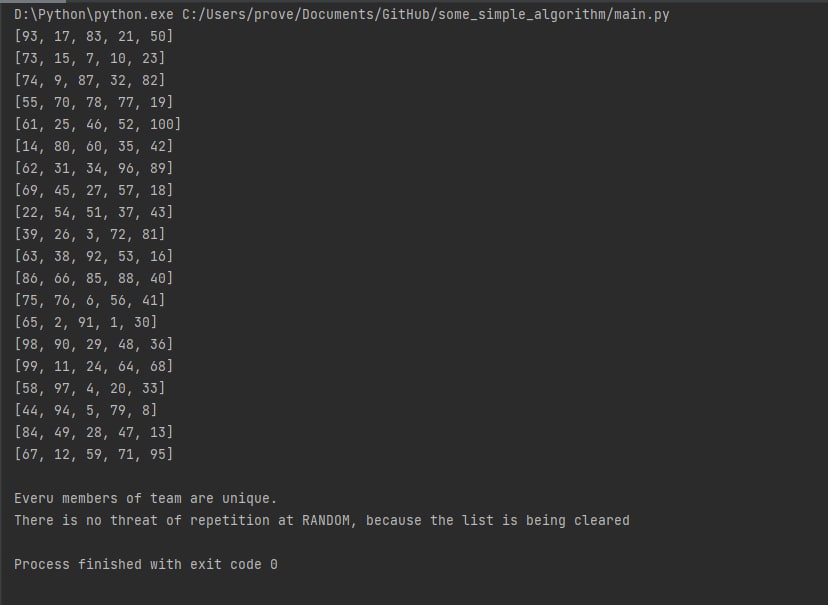 D:\Python\python.exe C:/Users/prove/Documents/GitHub/some_simple_algorithm/main.py
[93, 17, 83, 21, 50]
[73, 15, 7, 10, 23]
[74, 9, 87, 32, 82]
[55, 70, 78, 77, 19]
[61, 25, 46, 52, 100]
[14, 80, 60, 35, 42]
[62, 31, 34, 96, 89]
[69, 45, 27, 57, 18]
[22, 54, 51, 37, 43]
[39, 26, 3, 72, 81]
[63, 38, 92, 53, 16]
[86, 66, 85, 88, 40]
[75, 76, 6, 56, 41]
[65, 2, 91, 1, 30]
[98, 90, 29, 48, 36]
[99, 11, 24, 64, 68]
[58, 97, 4, 20, 33]
[44, 94, 5, 79, 8]
[84, 49, 28, 47, 13]
[67, 12, 59, 71, 95]
Everu members of team are unique.
There is no threat of repetition at RANDOM, because the list is being cleared
Process finished with exit code 0